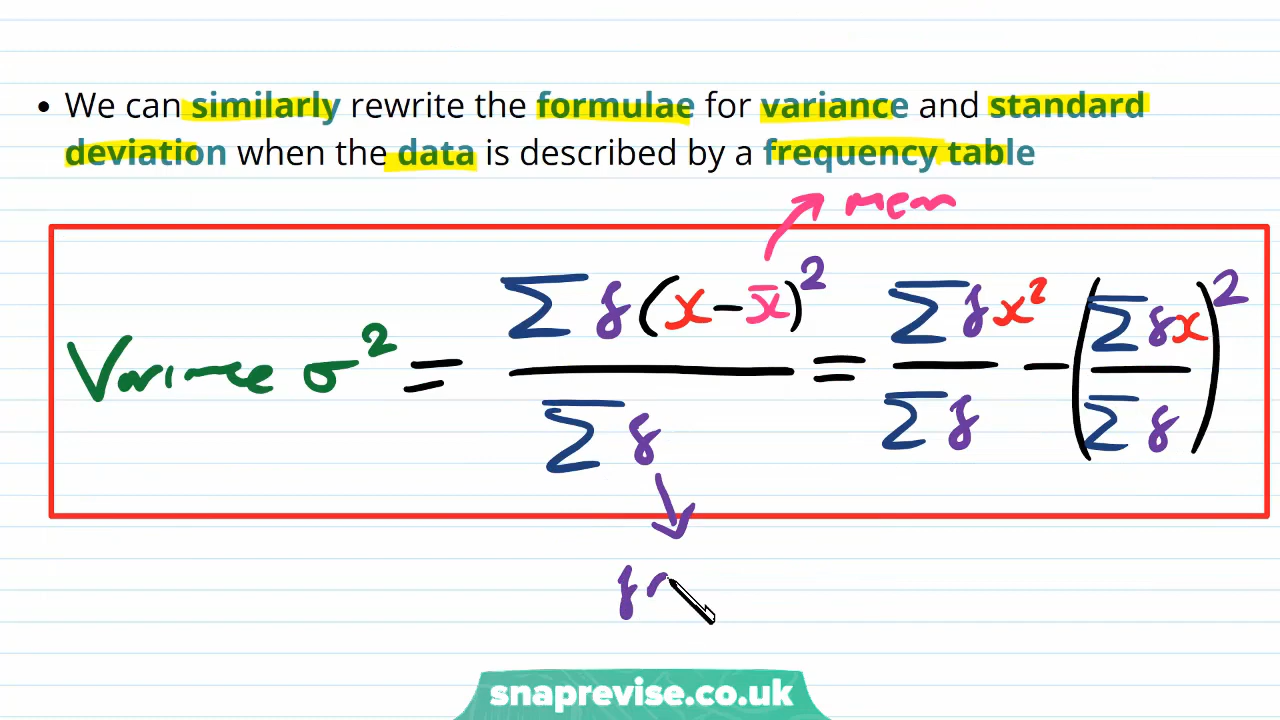 • We can similarly rewrite the formulae for variance and standard
deviation when the data is described by a frequency table
mean
Variance σ² = Σf(x-x̄)² / Σf = Σfx² / Σf - (Σfx / Σf)²
fr
snaprevise.co.uk